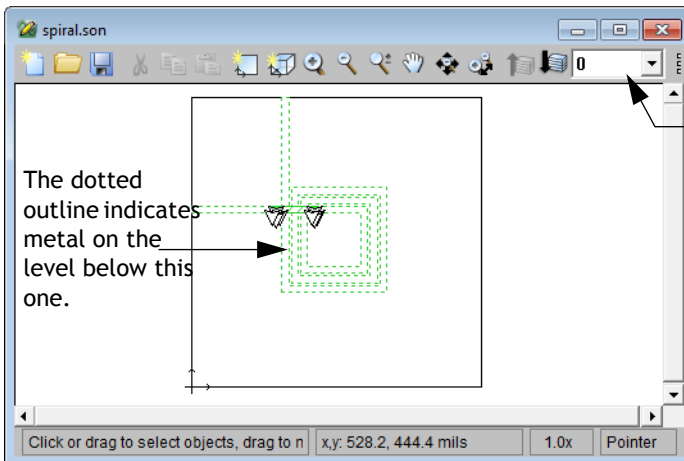 spiral.son
0
The dotted
outline indicates
metal on the
level below this
one.
Click or drag to select objects, drag to n
x,y: 528.2, 444.4 mils
1.0x
Pointer